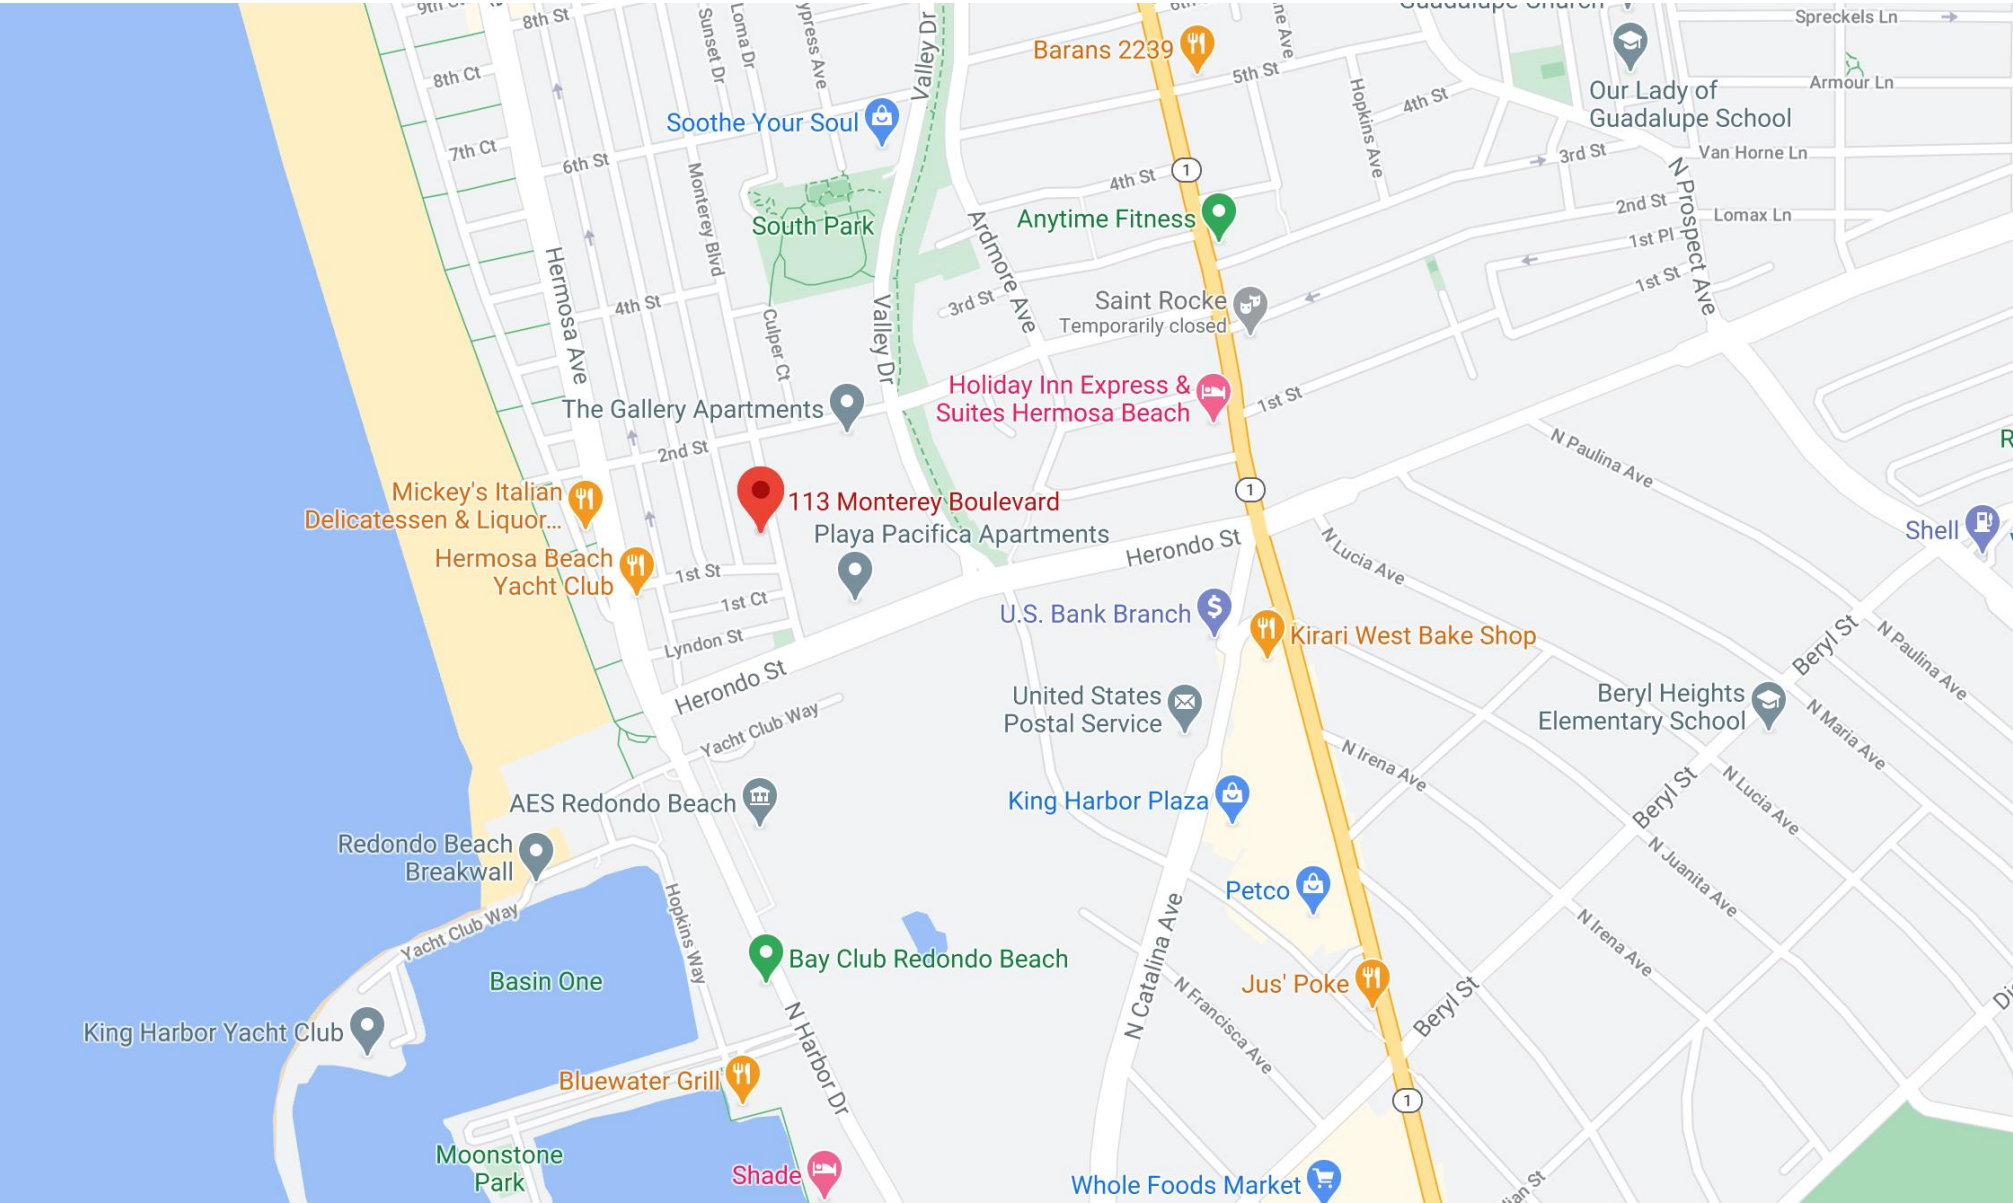 9th
8th St
Sunset Dr
Loma Dr
Valley Dr
6th
Guadalupe Church
Spreckels Ln
Barans 2239
5th St
8th Ct
Hopkins Ave
4th St
Our Lady of
Guadalupe School
Armour Ln
Soothe Your Soul
7th Ct
6th St
Monterey Blvd
4th St
1
3rd St
Van Horne Ln
N Prospect Ave
South Park
Ardmore Ave
Anytime Fitness
2nd St
Lomax Ln
1st Pl
1st St
Hermosa Ave
4th St
Culper Ct
Valley Dr
3rd St
Saint Rocke
Temporarily closed
Holiday Inn Express &
Suites Hermosa Beach
1st St
The Gallery Apartments
2nd St
N Paulina Ave
R
Mickey's Italian
Delicatessen & Liquor...
113 Monterey Boulevard
1
Playa Pacifica Apartments
Herondo St
N Lucia Ave
Shell
Hermosa Beach
Yacht Club
1st St
1st Ct
Lyndon St
U.S. Bank Branch
Kirari West Bake Shop
Beryl St
N Paulina Ave
Herondo St
Yacht Club Way
United States
Postal Service
Beryl Heights
Elementary School
N Maria Ave
N Irena Ave
AES Redondo Beach
King Harbor Plaza
Beryl St
N Lucia Ave
Redondo Beach
Breakwall
Hopkins Way
Petco
N Juanita Ave
Yacht Club Way
Bay Club Redondo Beach
N Catalina Ave
N Irena Ave
Basin One
Jus' Poke
Beryl St
N Francisca Ave
King Harbor Yacht Club
N Harbor Dr
Bluewater Grill
1
Moonstone
Park
Shade
Whole Foods Market